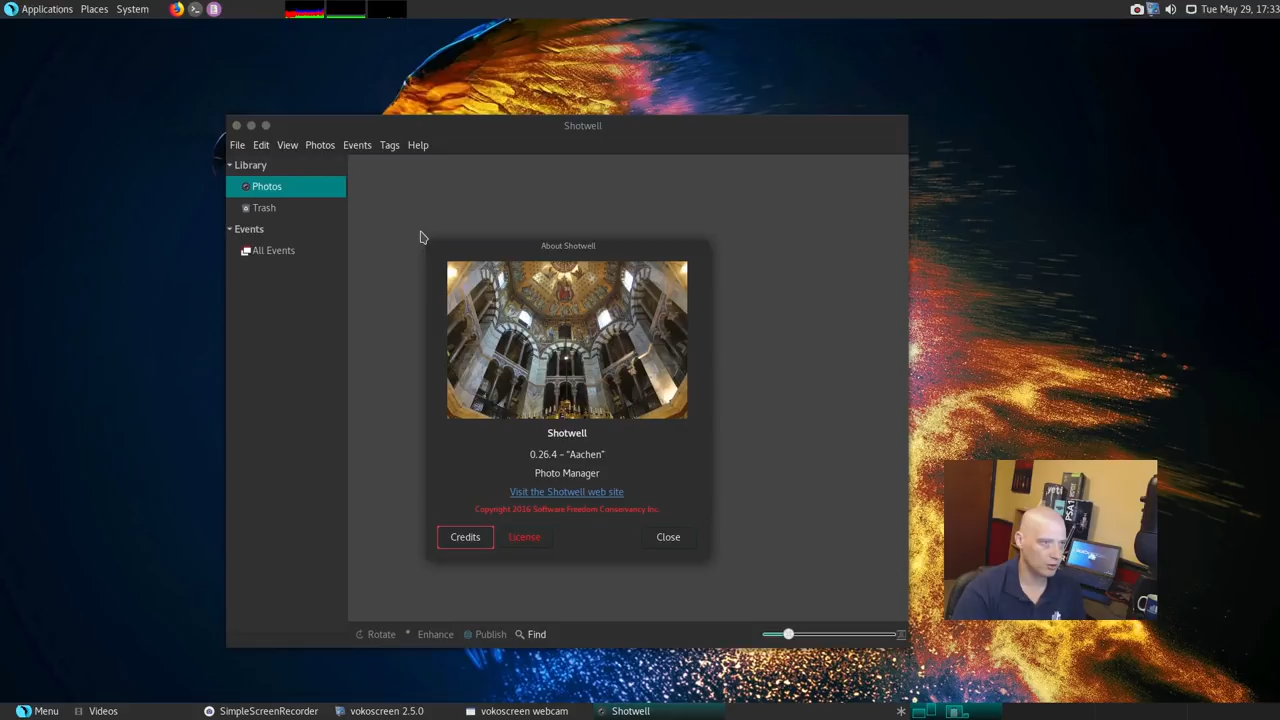 Applications Places System Tue May 29, 17:33
Shotwell
File Edit View Photos Events Tags Help
Library
Photos
Trash
Events
All Events
About Shotwell
Shotwell
0.26.4 – “Aachen”
Photo Manager
Visit the Shotwell web site
Copyright 2016 Software Freedom Conservancy Inc.
Credits License Close
yeti
PSA1
Rotate Enhance Publish Find
Menu Videos SimpleScreenRecorder vokoscreen 2.5.0 vokoscreen webcam Shotwell